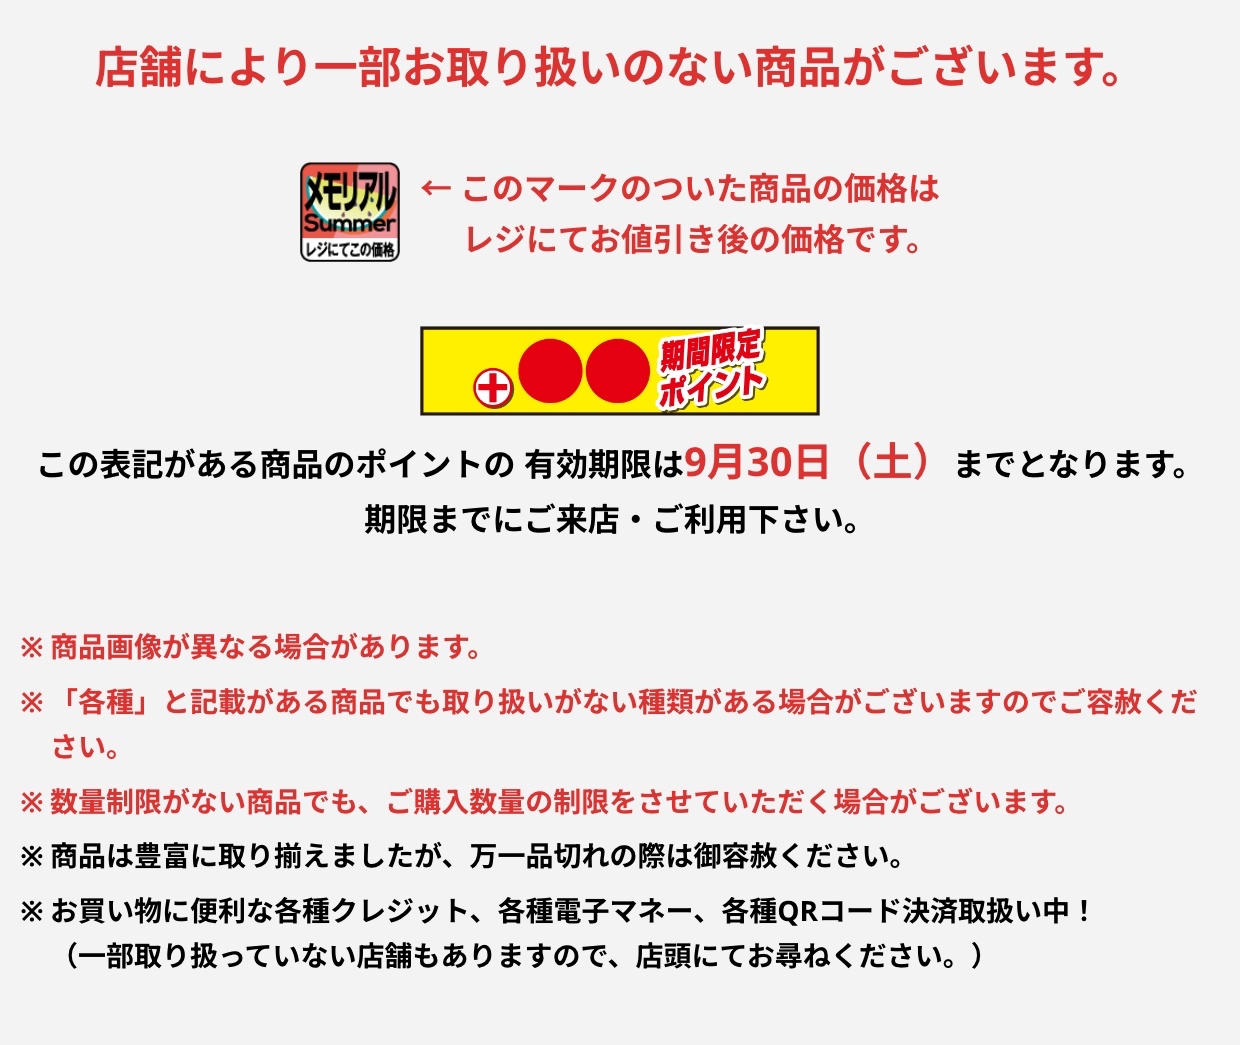 店舗により一部お取り扱いのない商品がございます。
メモリアル
Summer
レジにてこの価格
← このマークのついた商品の価格は
レジにてお値引き後の価格です。
+●●
期間限定
ポイント
この表記がある商品のポイントの 有効期限は9月30日（土）までとなります。
期限までにご来店・ご利用下さい。
※ 商品画像が異なる場合があります。
※ 「各種」と記載がある商品でも取り扱いがない種類がある場合がございますのでご容赦くだ
さい。
※ 数量制限がない商品でも、ご購入数量の制限をさせていただく場合がございます。
※ 商品は豊富に取り揃えましたが、万一品切れの際は御容赦ください。
※ お買い物に便利な各種クレジット、各種電子マネー、各種QRコード決済取扱い中！
（一部取り扱っていない店舗もありますので、店頭にてお尋ねください。）